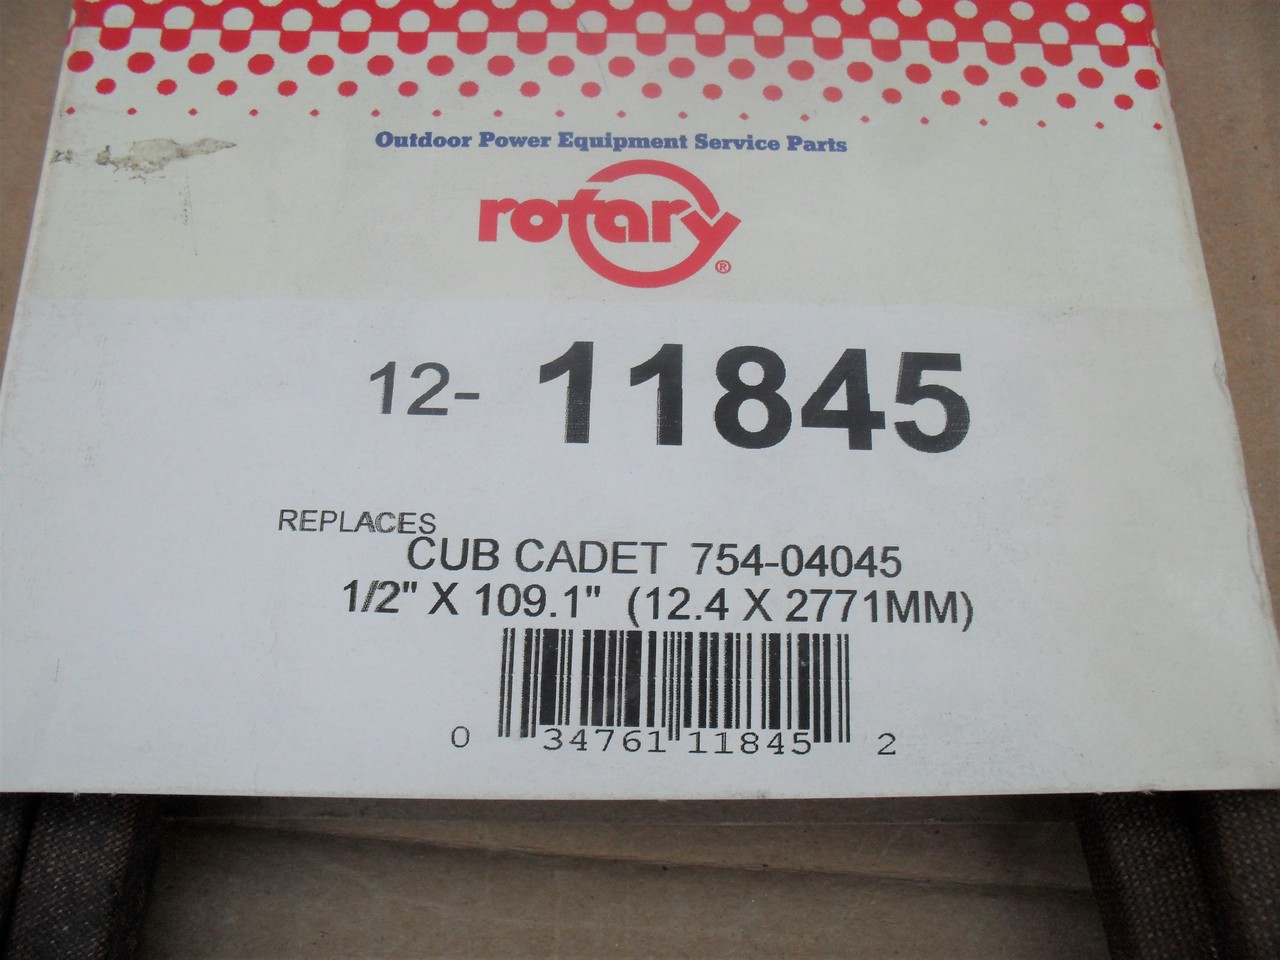 Outdoor Power Equipment Service Parts
rotary®
12- 11845
REPLACES
CUB CADET 754-04045
1/2" X 109.1" (12.4 X 2771MM)
0 34761 11845 2